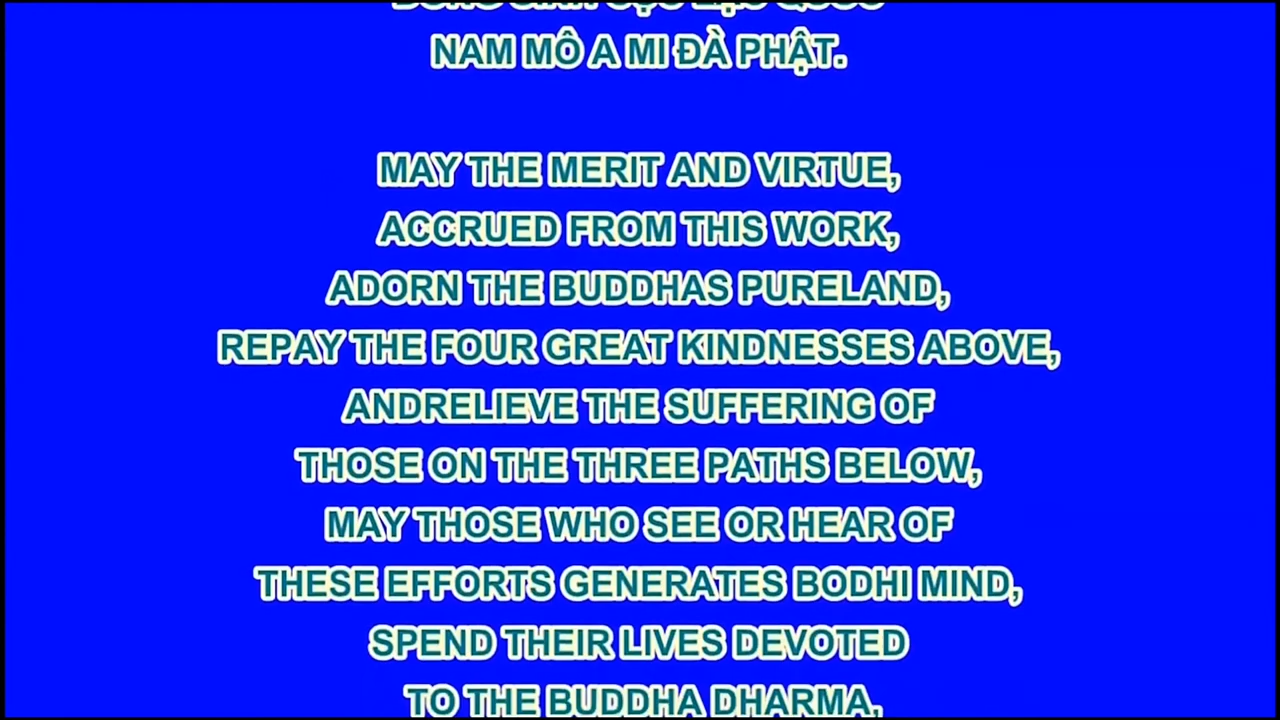 NAM MÔ A MI ĐÀ PHẬT.
MAY THE MERIT AND VIRTUE,
ACCRUED FROM THIS WORK,
ADORN THE BUDDHAS PURELAND,
REPAY THE FOUR GREAT KINDNESSES ABOVE,
ANDRELIEVE THE SUFFERING OF
THOSE ON THE THREE PATHS BELOW,
MAY THOSE WHO SEE OR HEAR OF
THESE EFFORTS GENERATES BODHI MIND,
SPEND THEIR LIVES DEVOTED
TO THE BUDDHA DHARMA,